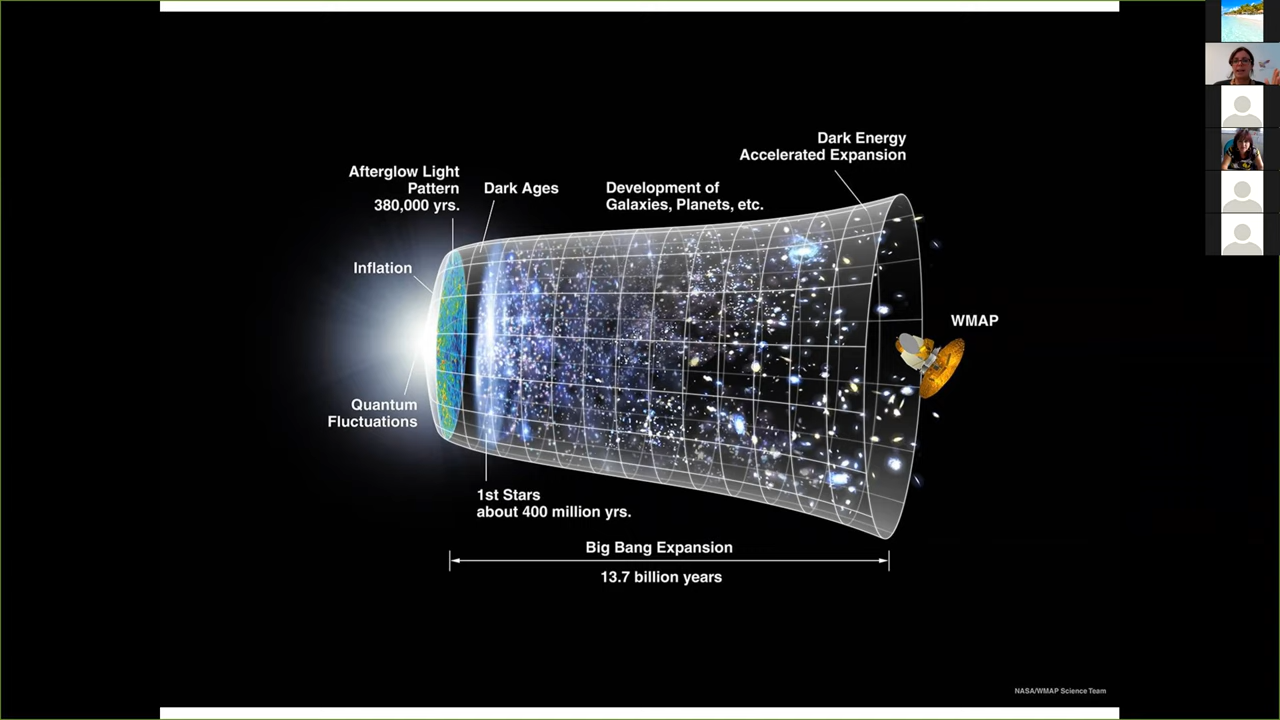 Dark Energy
Accelerated Expansion
Afterglow Light
Pattern
380,000 yrs.
Dark Ages
Development of
Galaxies, Planets, etc.
Inflation
WMAP
Quantum
Fluctuations
1st Stars
about 400 million yrs.
Big Bang Expansion
13.7 billion years
NASA/WMAP Science Team